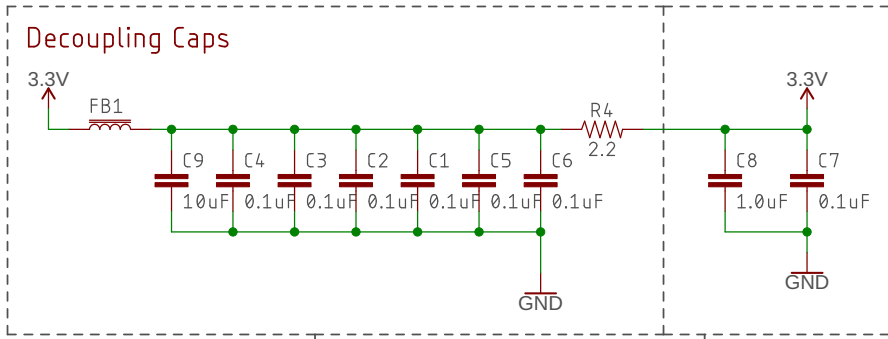 Decoupling Caps
3.3V
3.3V
FB1
R4
2.2
C9
C4
C3
C2
C1
C5
C6
C8
C7
10uF
0.1uF
0.1uF
0.1uF
0.1uF
0.1uF
0.1uF
1.0uF
0.1uF
GND
GND